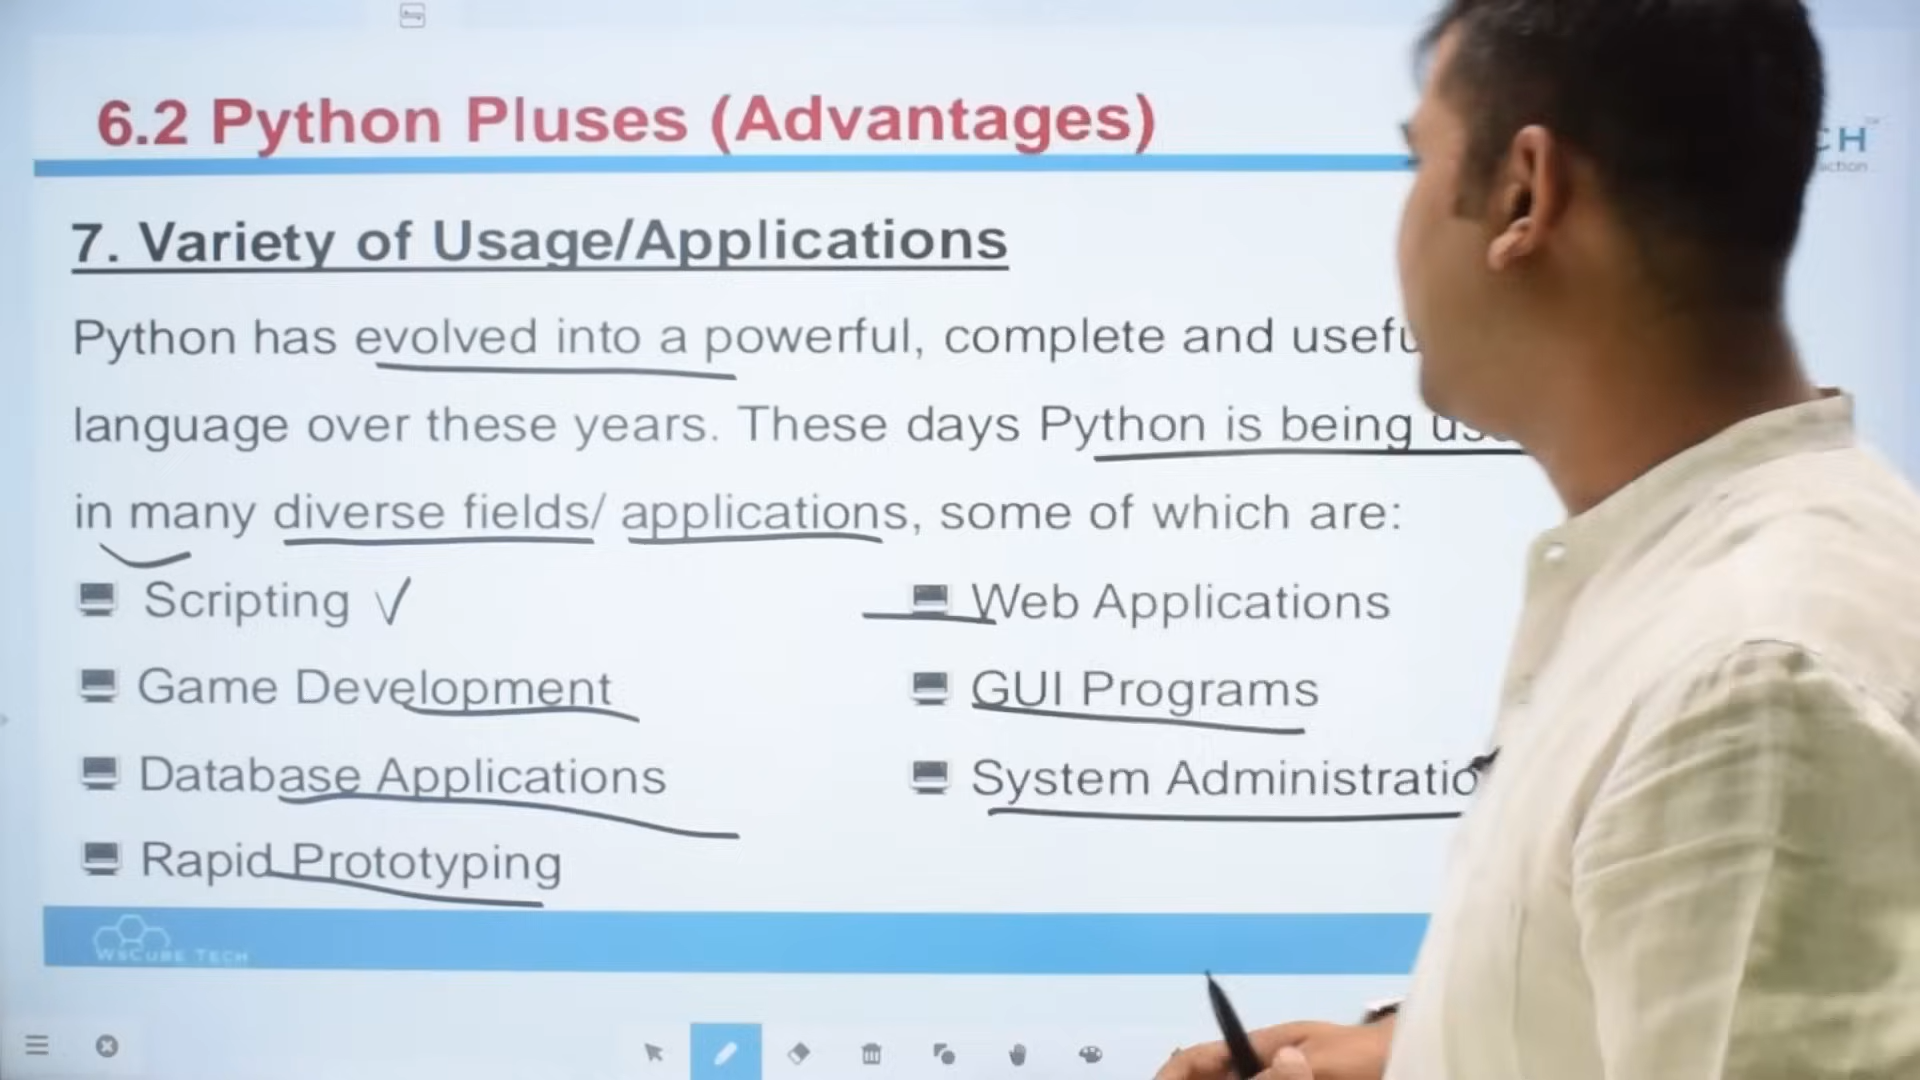 6.2 Python Pluses (Advantages)
7. Variety of Usage/Applications
Python has evolved into a powerful, complete and
language over these years. These days Python is being
in many diverse fields/ applications, some of which are:
Scripting ✓
Web Applications
Game Development
GUI Programs
Database Applications
System
Rapid Prototyping
WSCUBE TECH